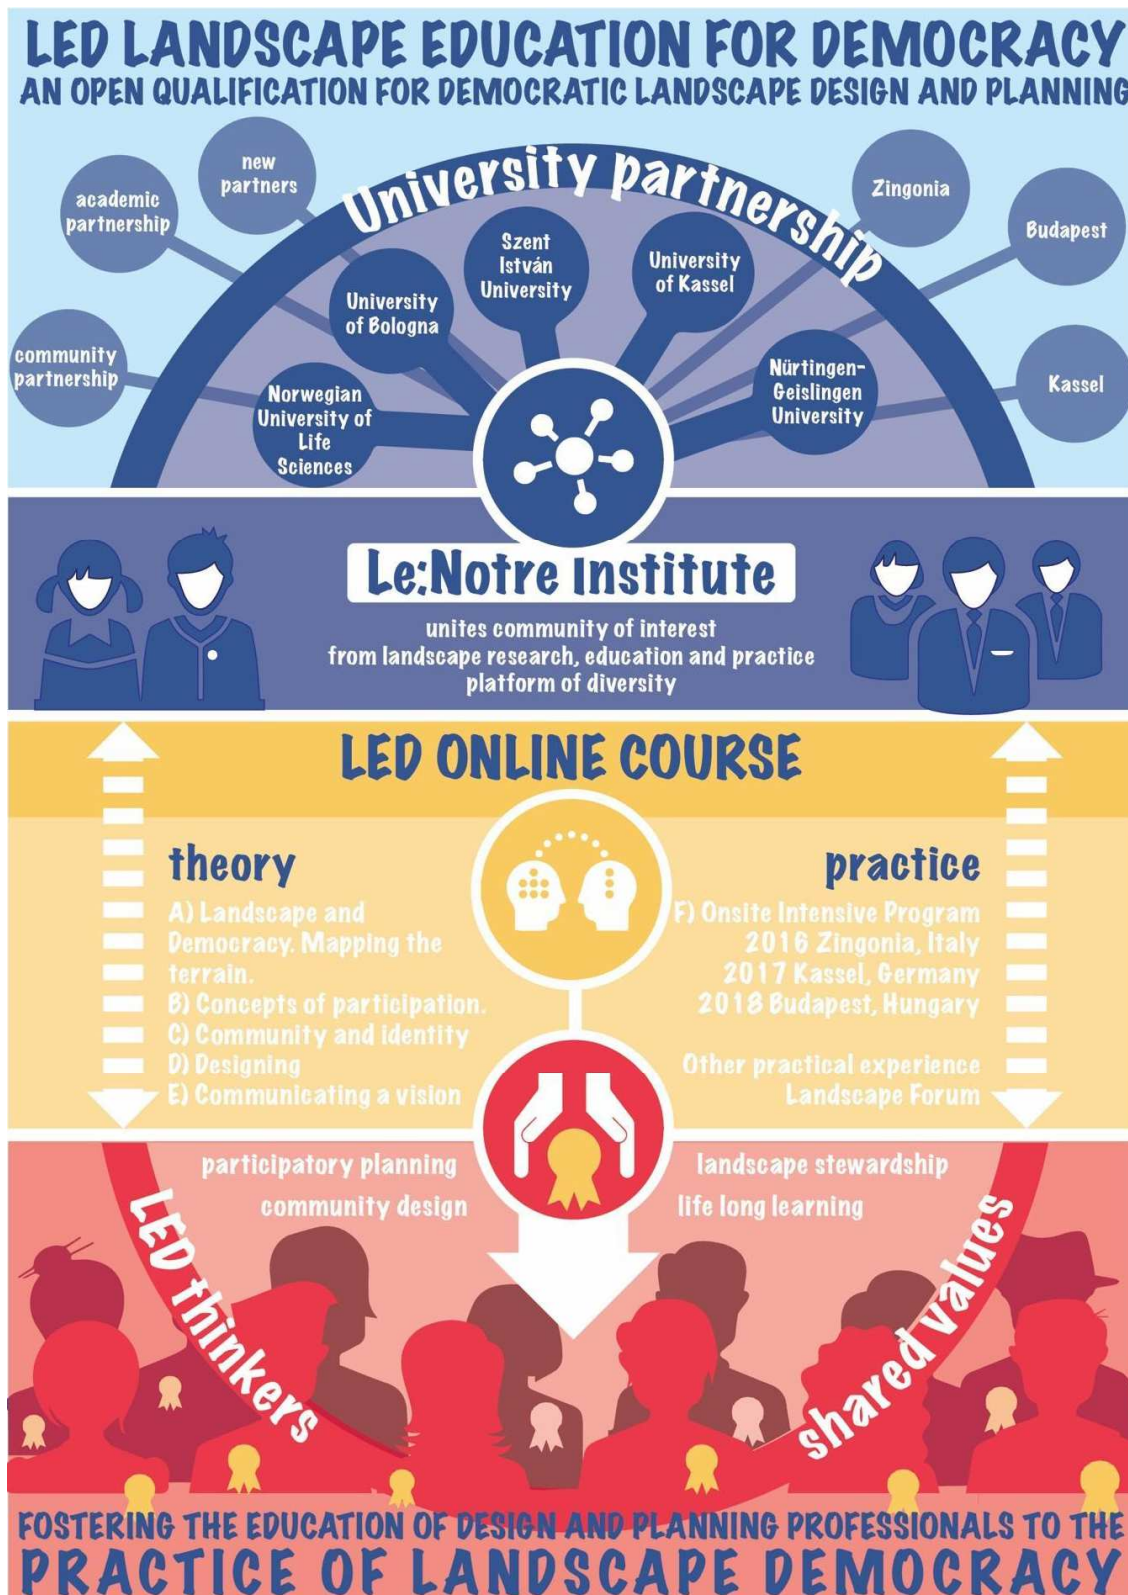 LED LANDSCAPE EDUCATION FOR DEMOCRACY
AN OPEN QUALIFICATION FOR DEMOCRATIC LANDSCAPE DESIGN AND PLANNING
University partnership
community
partnership
academic
partnership
new
partners
Zingonia
Budapest
Kassel
Norwegian
University of
Life
Sciences
University
of Bologna
Szent
István
University
University
of Kassel
Nürtingen-
Geislingen
University
Le:Notre Institute
unites community of interest
from landscape research, education and practice
platform of diversity
LED ONLINE COURSE
theory
A) Landscape and
Democracy. Mapping the
terrain.
B) Concepts of participation.
C) Community and identity
D) Designing
E) Communicating a vision
practice
F) Onsite Intensive Program
2016 Zingonia, Italy
2017 Kassel, Germany
2018 Budapest, Hungary
Other practical experience
Landscape Forum
participatory planning
community design
landscape stewardship
life long learning
LED thinkers
shared values
FOSTERING THE EDUCATION OF DESIGN AND PLANNING PROFESSIONALS TO THE
PRACTICE OF LANDSCAPE DEMOCRACY